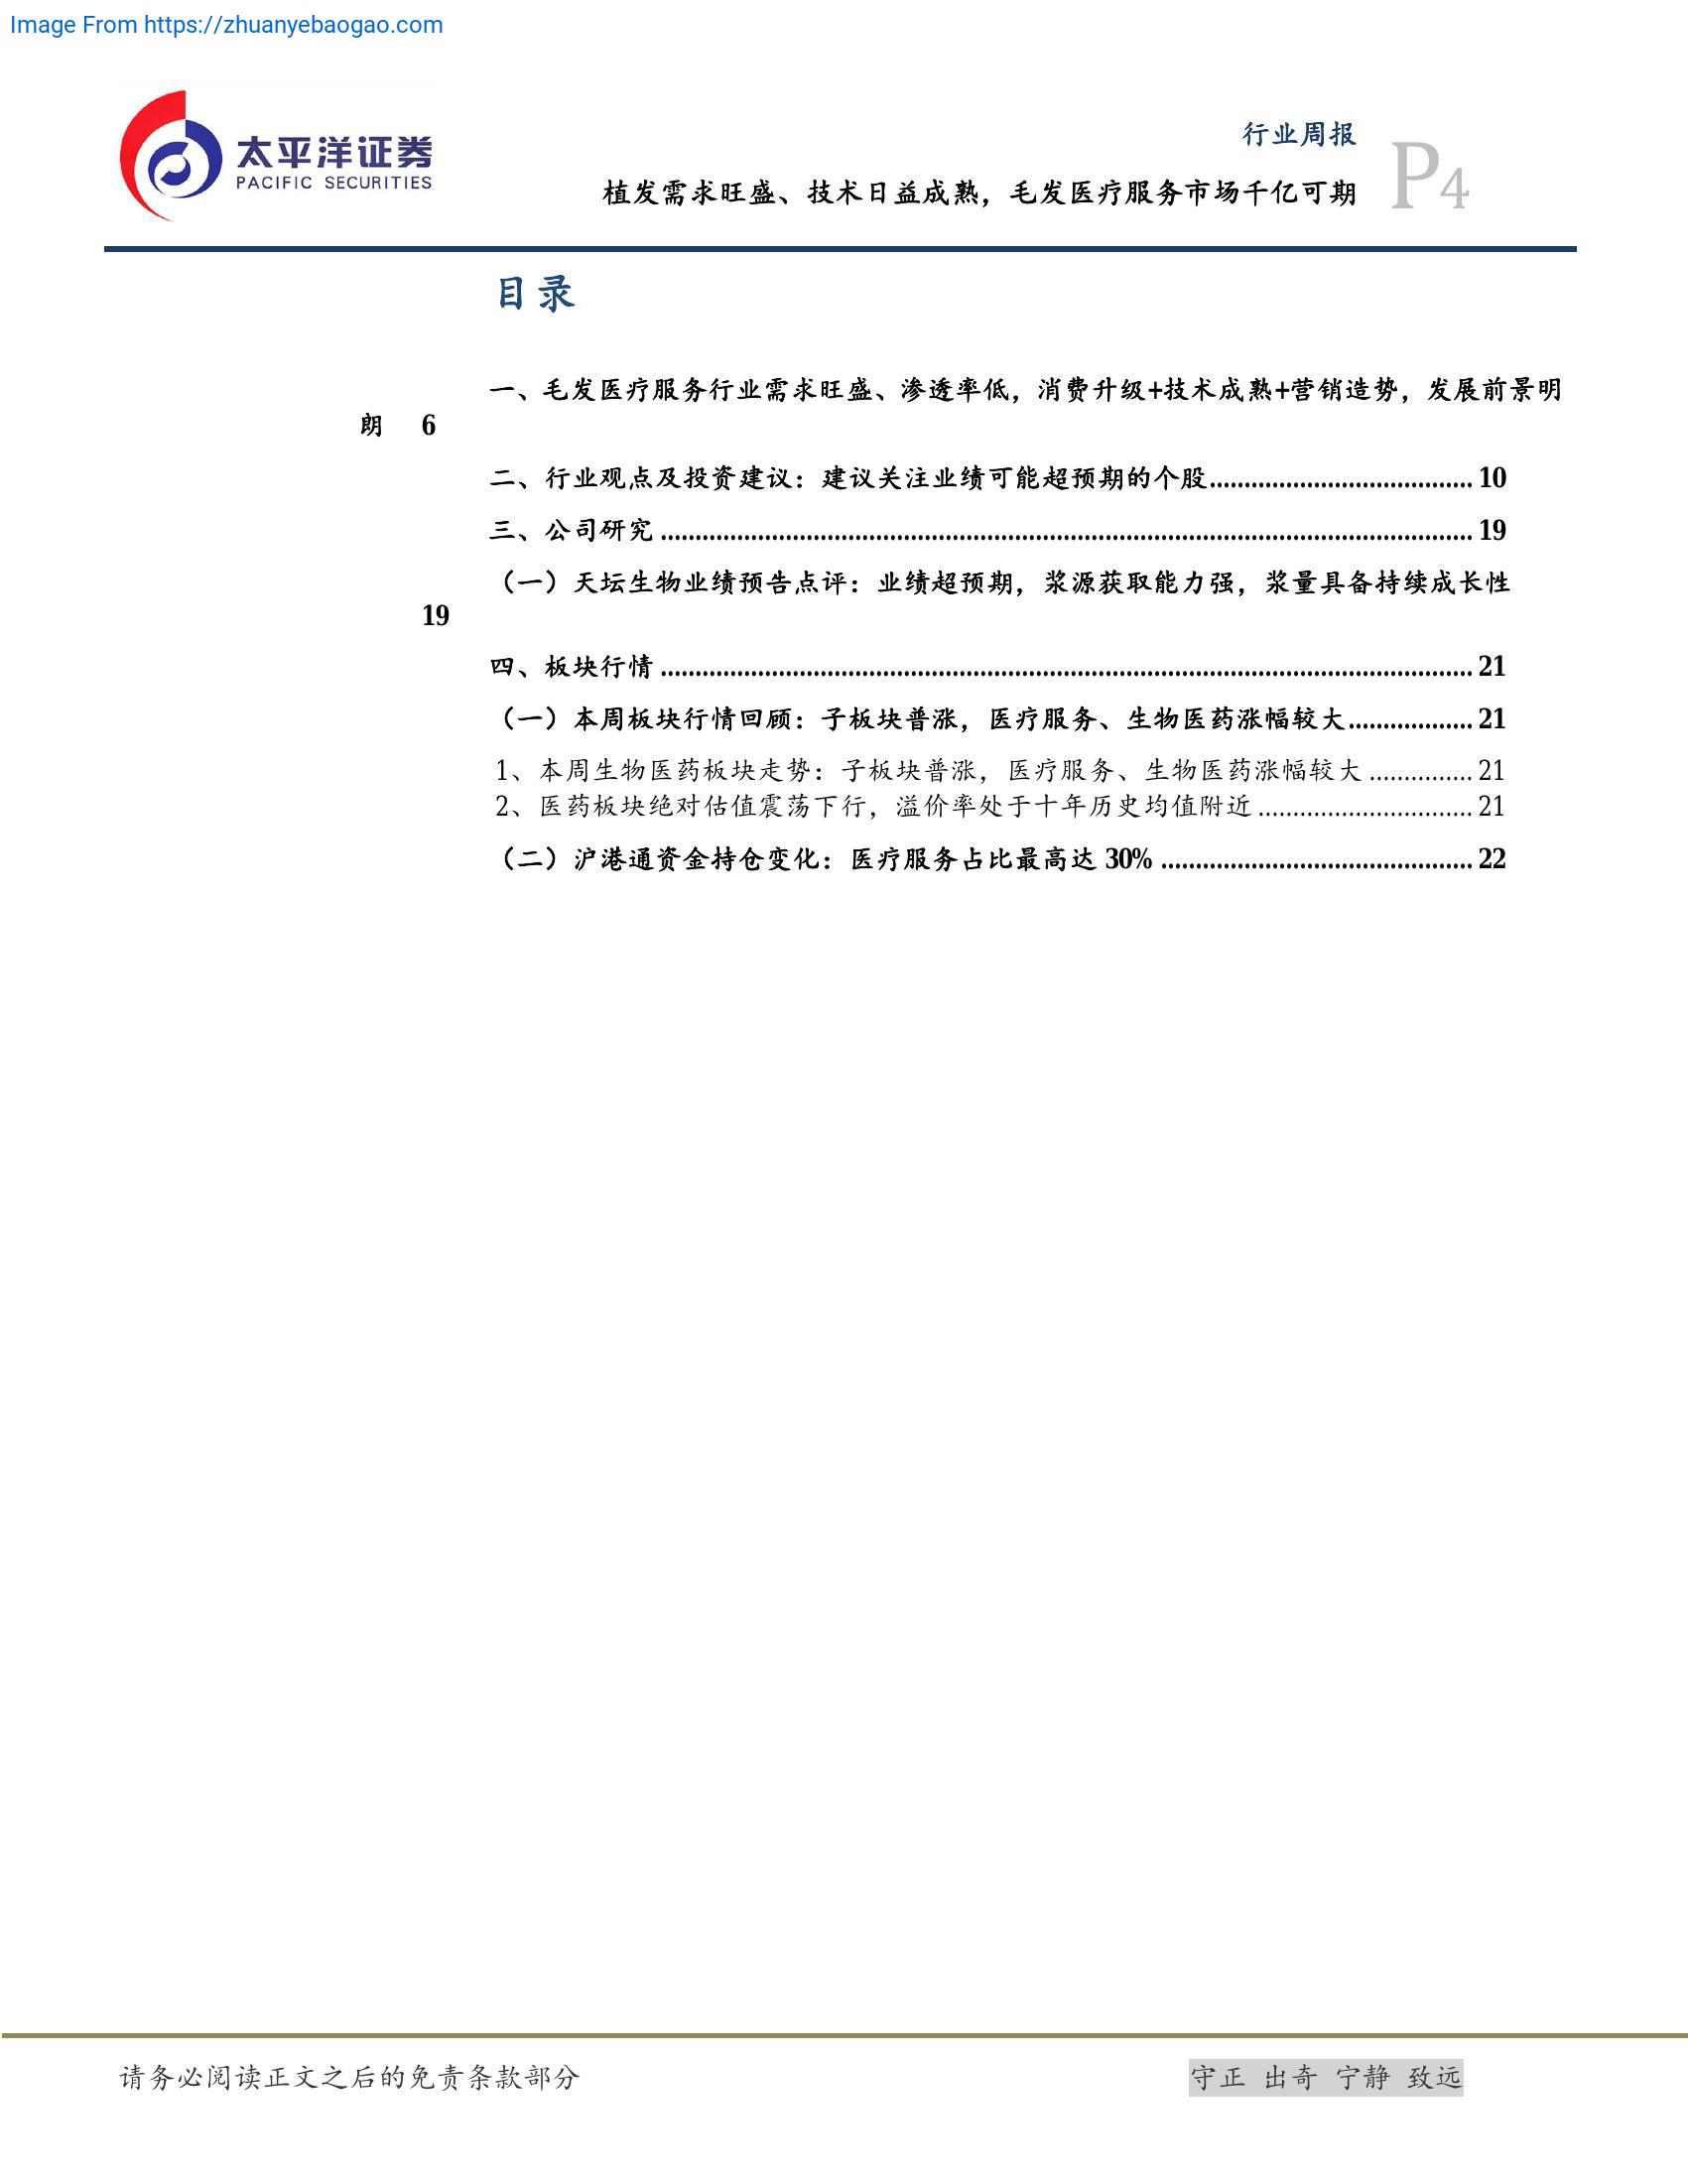 Image From https://zhuanyebaogao.com
太平洋证券
PACIFIC SECURITIES
行业周报
植发需求旺盛、技术日益成熟，毛发医疗服务市场千亿可期
P4
目录
一、毛发医疗服务行业需求旺盛、渗透率低，消费升级+技术成熟+营销造势，发展前景明
朗 6
二、行业观点及投资建议：建议关注业绩可能超预期的个股...................................... 10
三、公司研究 ..................................................................................................................... 19
（一）天坛生物业绩预告点评：业绩超预期，浆源获取能力强，浆量具备持续成长性
19
四、板块行情 ..................................................................................................................... 21
（一）本周板块行情回顾：子板块普涨，医疗服务、生物医药涨幅较大.................. 21
1、本周生物医药板块走势：子板块普涨，医疗服务、生物医药涨幅较大 ............... 21
2、医药板块绝对估值震荡下行，溢价率处于十年历史均值附近 ............................... 21
（二）沪港通资金持仓变化：医疗服务占比最高达 30% ............................................. 22
请务必阅读正文之后的免责条款部分
守正 出奇 宁静 致远